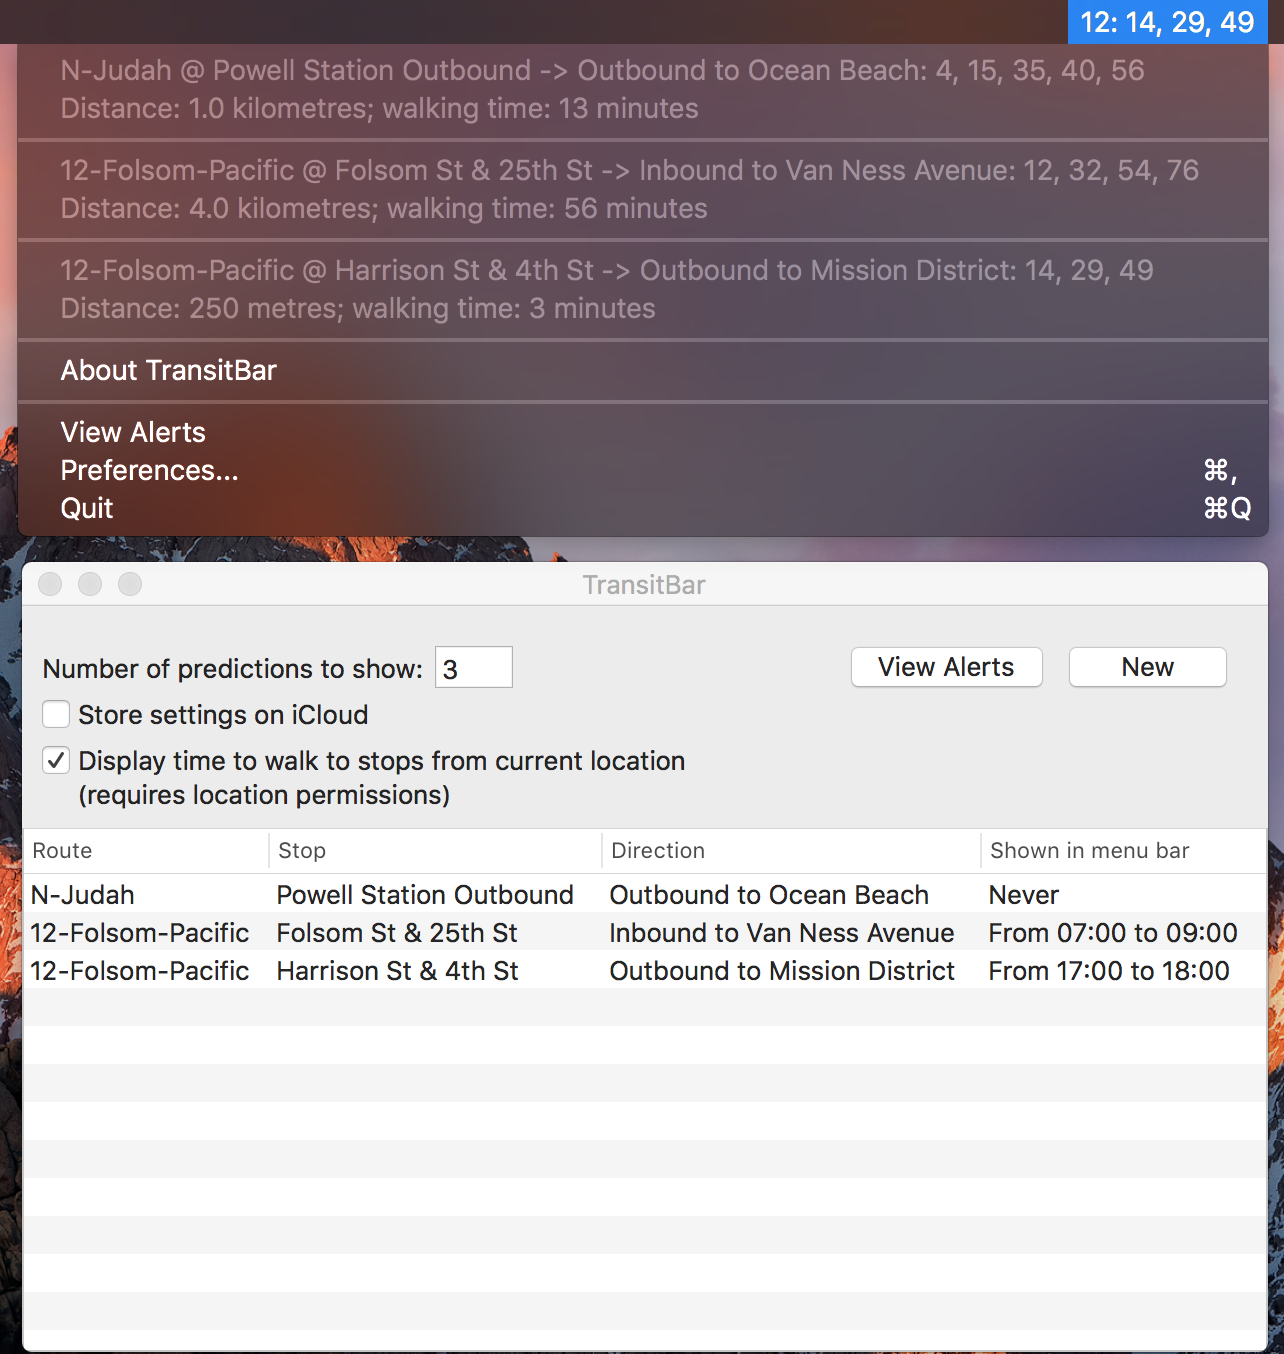 12: 14, 29, 49
N-Judah @ Powell Station Outbound -> Outbound to Ocean Beach: 4, 15, 35, 40, 56
Distance: 1.0 kilometres; walking time: 13 minutes
12-Folsom-Pacific @ Folsom St & 25th St -> Inbound to Van Ness Avenue: 12, 32, 54, 76
Distance: 4.0 kilometres; walking time: 56 minutes
12-Folsom-Pacific @ Harrison St & 4th St -> Outbound to Mission District: 14, 29, 49
Distance: 250 metres; walking time: 3 minutes
About TransitBar
View Alerts
Preferences... ⌘,
Quit ⌘Q
TransitBar
Number of predictions to show: 3 View Alerts New
Store settings on iCloud
Display time to walk to stops from current location
(requires location permissions)
Route Stop Direction Shown in menu bar
N-Judah Powell Station Outbound Outbound to Ocean Beach Never
12-Folsom-Pacific Folsom St & 25th St Inbound to Van Ness Avenue From 07:00 to 09:00
12-Folsom-Pacific Harrison St & 4th St Outbound to Mission District From 17:00 to 18:00